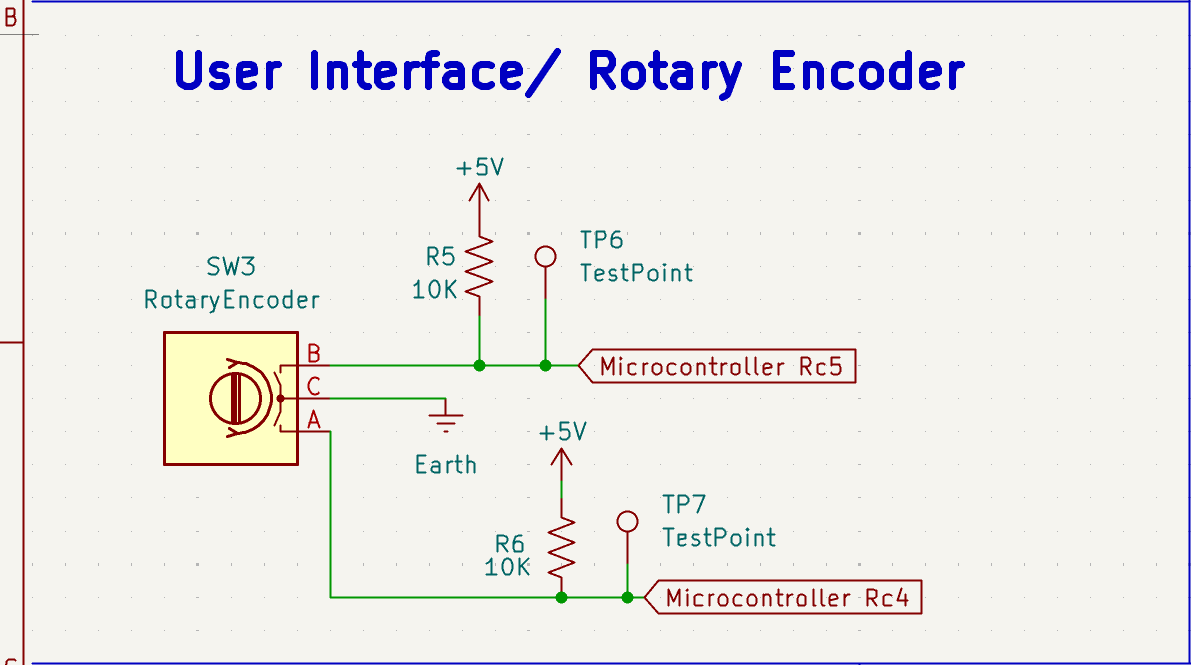 B
User Interface/ Rotary Encoder
+5V
R5
10K
TP6
TestPoint
SW3
RotaryEncoder
B
C
A
Microcontroller Rc5
Earth
+5V
R6
10K
TP7
TestPoint
Microcontroller Rc4